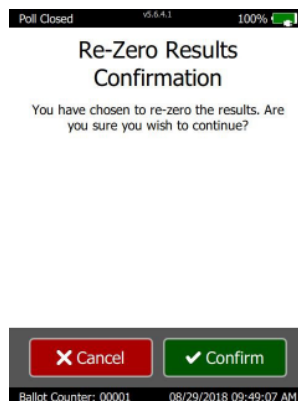 Poll Closed v5.6.4.1 100%
Re-Zero Results
Confirmation
You have chosen to re-zero the results. Are
you sure you wish to continue?
Cancel Confirm
Ballot Counter: 00001 08/29/2018 09:49:07 AM